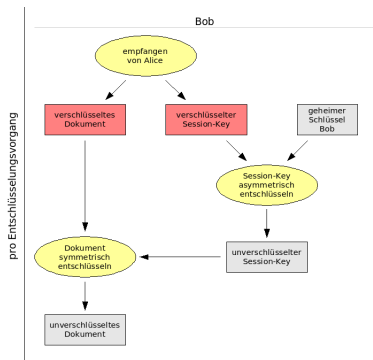 Bob
pro Entschlüsselungsvorgang
empfangen
von Alice
verschlüsseltes
Dokument
verschlüsselter
Session-Key
geheimer
Schlüssel
Bob
Session-Key
asymmetrisch
entschlüsseln
Dokument
symmetrisch
entschlüsseln
unverschlüsselter
Session-Key
unverschlüsseltes
Dokument